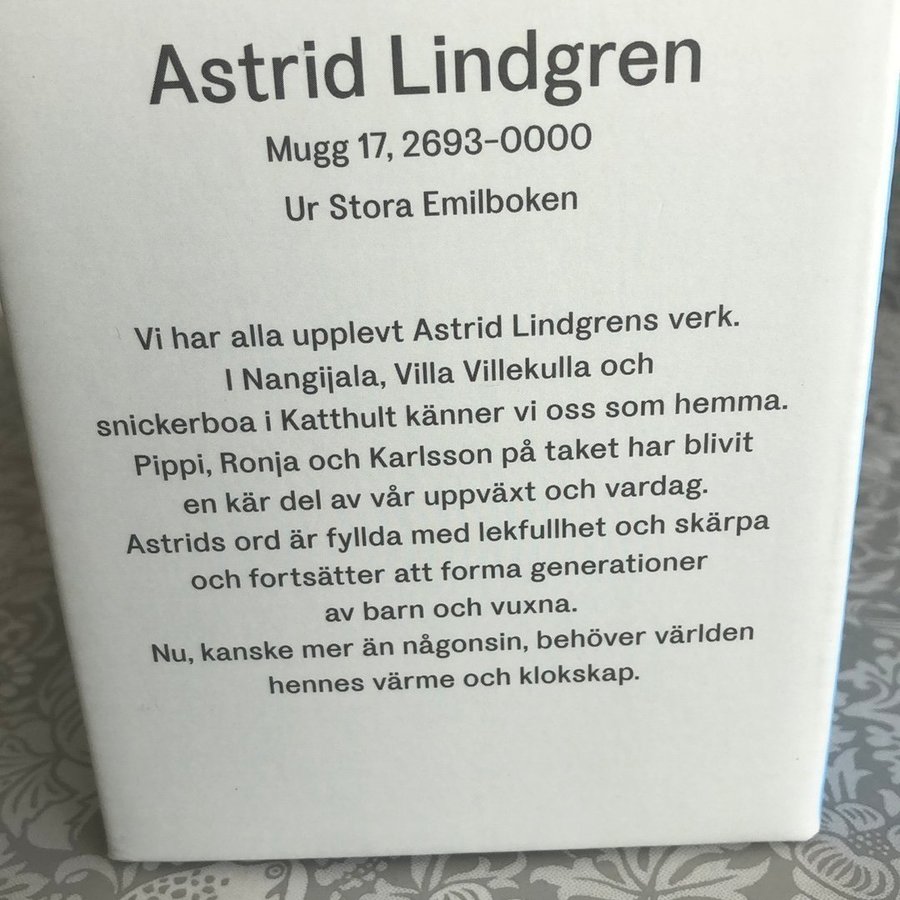 Astrid Lindgren
Mugg 17, 2693-0000
Ur Stora Emilboken
Vi har alla upplevt Astrid Lindgrens verk.
I Nangijala, Villa Villekulla och
snickerboa i Katthult känner vi oss som hemma.
Pippi, Ronja och Karlsson på taket har blivit
en kär del av vår uppväxt och vardag.
Astrids ord är fyllda med lekfullhet och skärpa
och fortsätter att forma generationer
av barn och vuxna.
Nu, kanske mer än någonsin, behöver världen
hennes värme och klokskap.